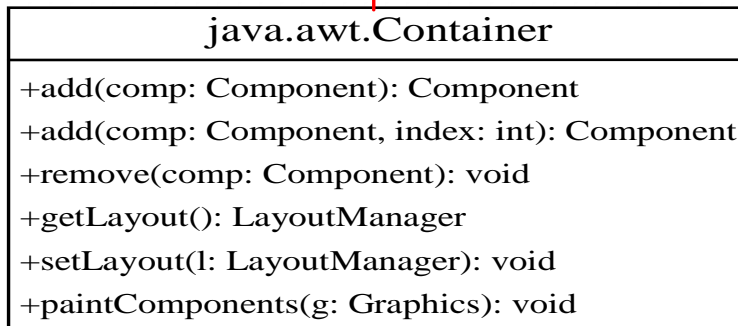 java.awt.Container
+add(comp: Component): Component
+add(comp: Component, index: int): Component
+remove(comp: Component): void
+getLayout(): LayoutManager
+setLayout(l: LayoutManager): void
+paintComponents(g: Graphics): void